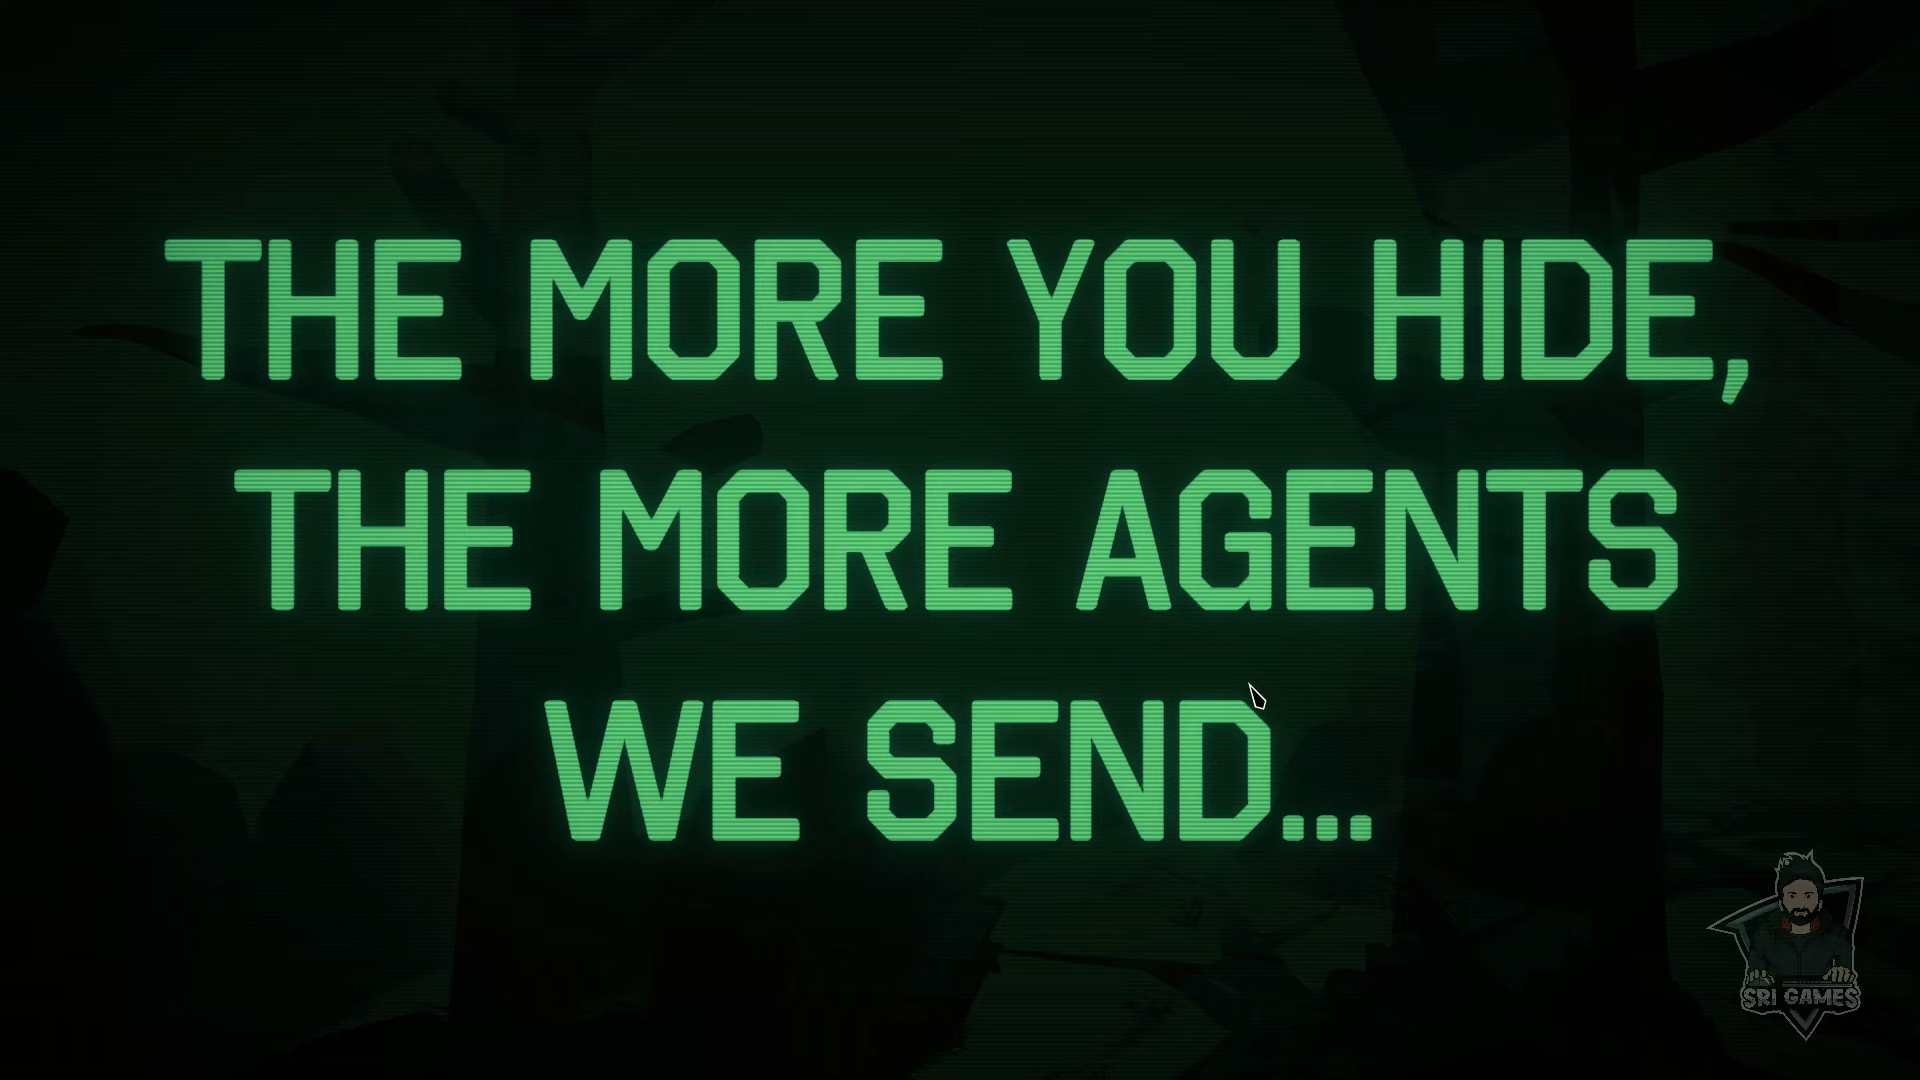 THE MORE YOU HIDE,
THE MORE AGENTS
WE SEND...
SRI GAMES